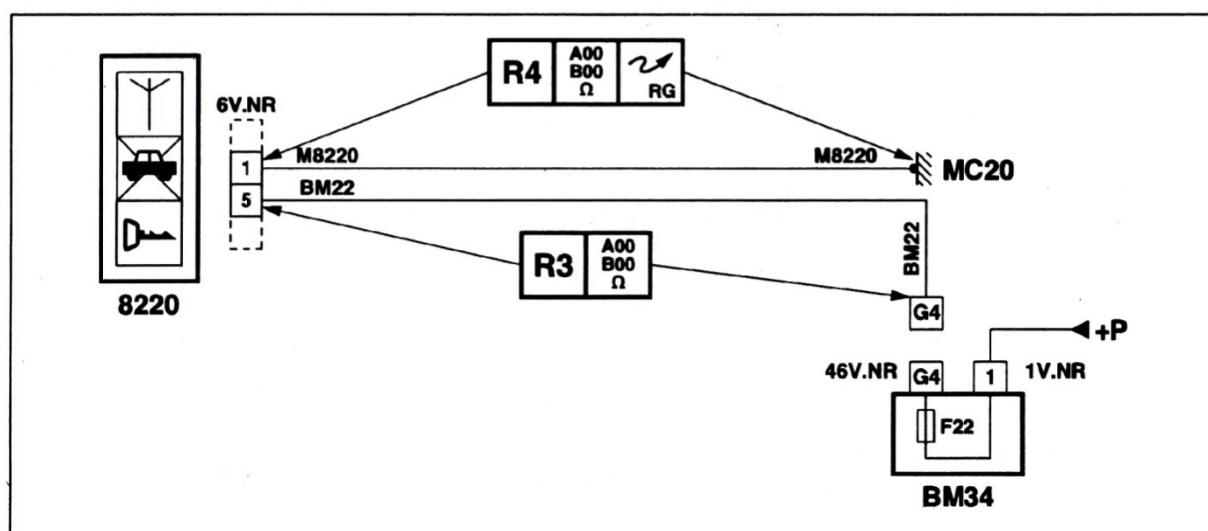 R4
A00
B00
Ω
RG
6V.NR
1
M8220
M8220
MC20
5
BM22
BM22
R3
A00
B00
Ω
8220
G4
+P
46V.NR
G4
1
1V.NR
F22
BM34